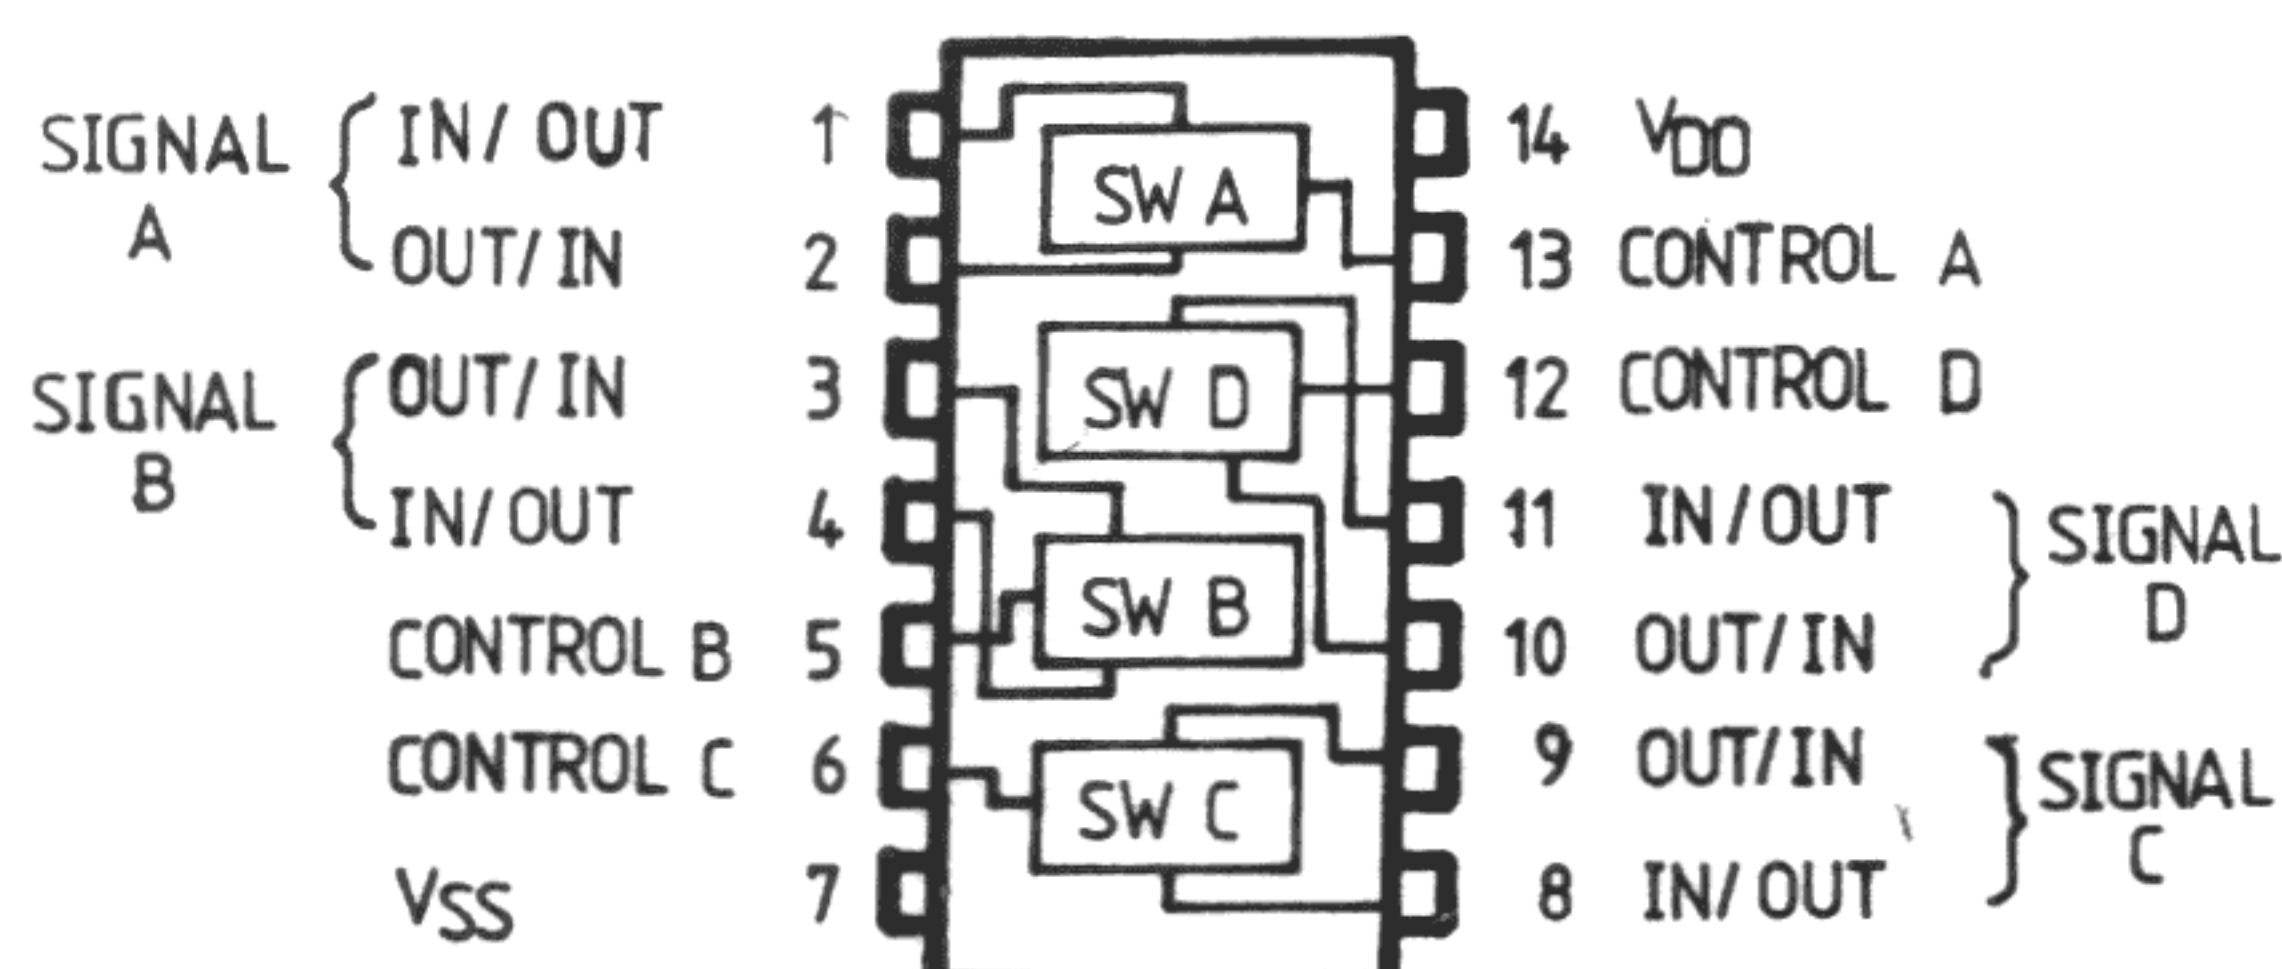 SIGNAL A
IN/OUT 1
OUT/IN 2
SIGNAL B
OUT/IN 3
IN/OUT 4
CONTROL B 5
CONTROL C 6
VSS 7
SW A
SW D
SW B
SW C
14 VDD
13 CONTROL A
12 CONTROL D
11 IN/OUT
10 OUT/IN
SIGNAL D
9 OUT/IN
8 IN/OUT
SIGNAL C